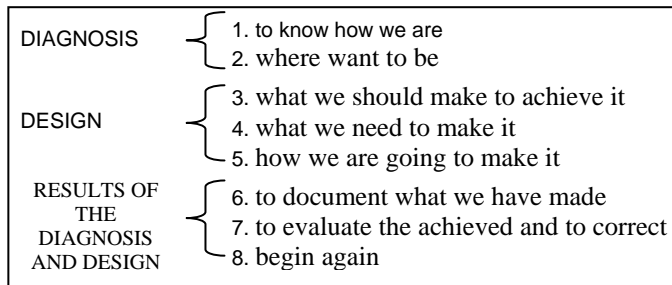 DIAGNOSIS
1. to know how we are
2. where want to be
DESIGN
3. what we should make to achieve it
4. what we need to make it
5. how we are going to make it
RESULTS OF
THE
DIAGNOSIS
AND DESIGN
6. to document what we have made
7. to evaluate the achieved and to correct
8. begin again